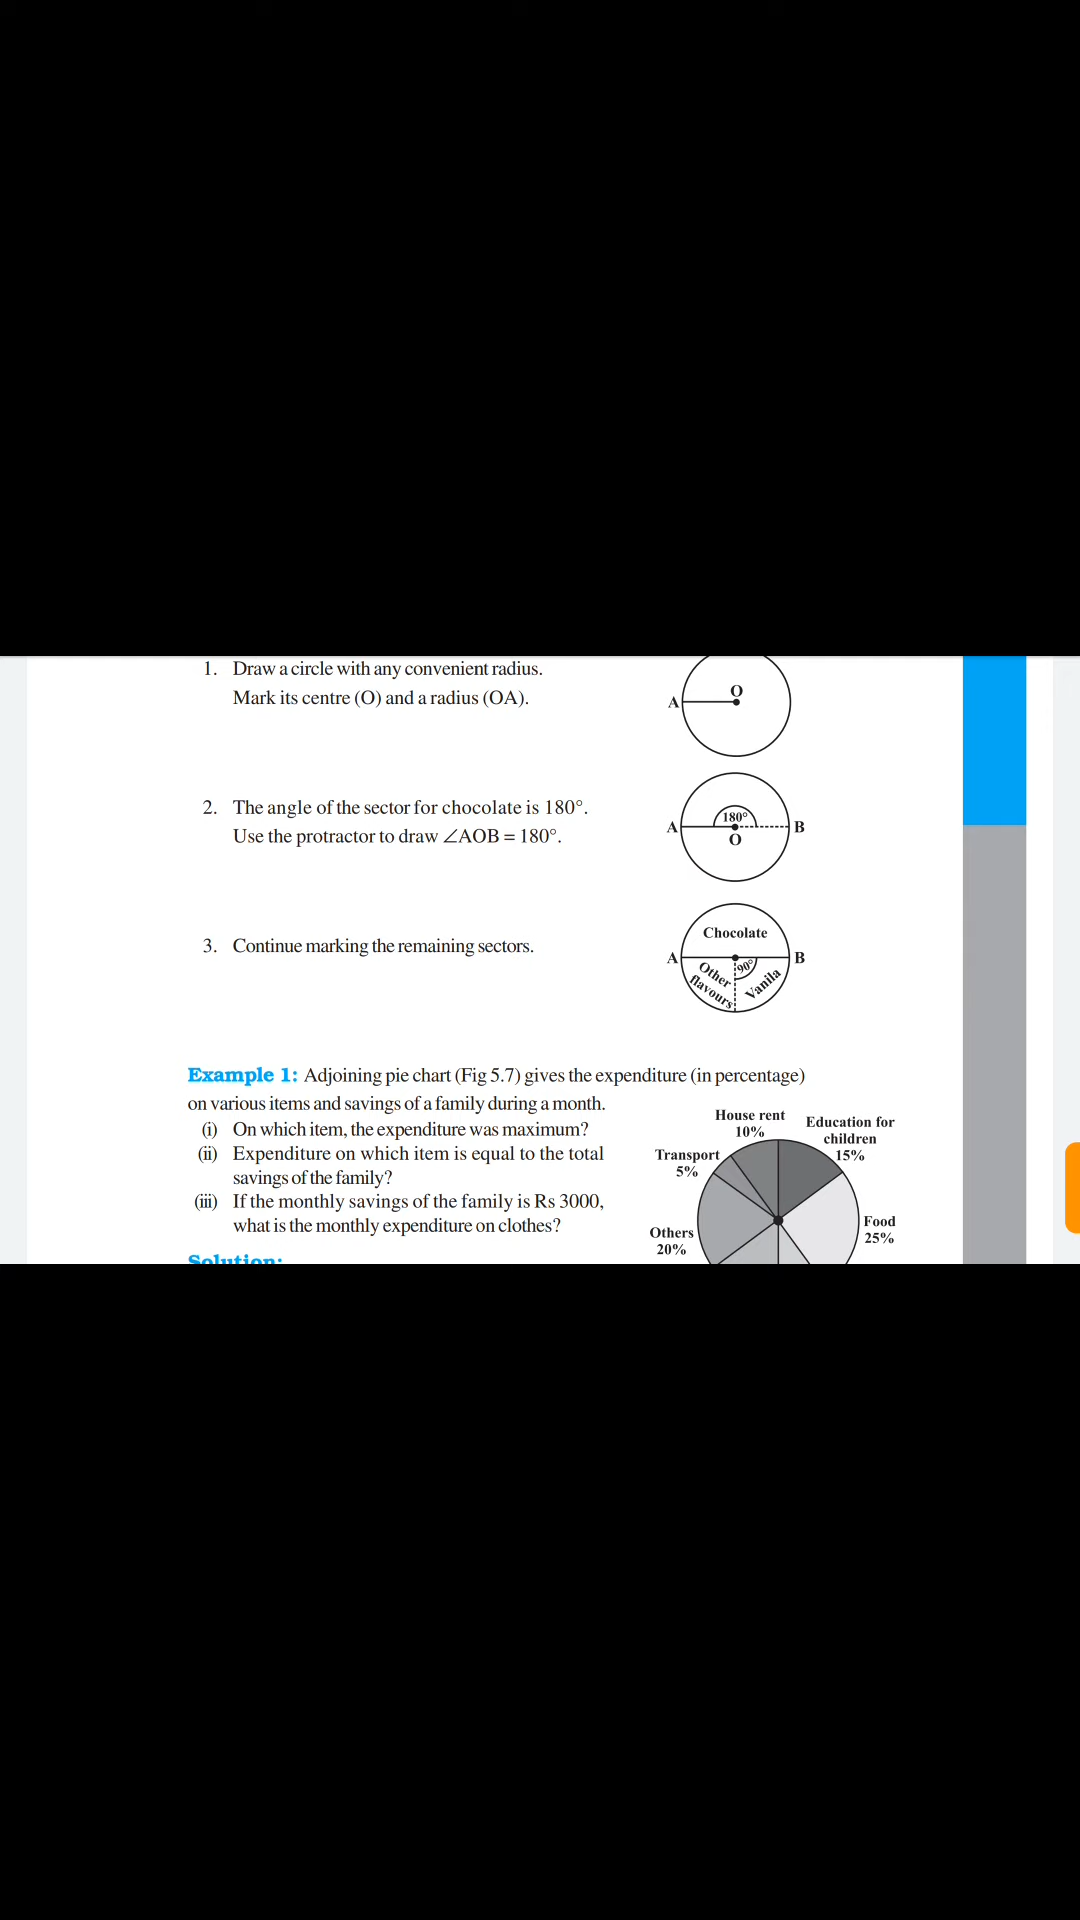 1. Draw a circle with any convenient radius.
Mark its centre (O) and a radius (OA).
O
A
2. The angle of the sector for chocolate is 180°.
Use the protractor to draw ∠AOB = 180°.
180°
A
B
O
3. Continue marking the remaining sectors.
Chocolate
A
B
90°
Other
flavours
Vanila
Example 1: Adjoining pie chart (Fig 5.7) gives the expenditure (in percentage)
on various items and savings of a family during a month.
(i) On which item, the expenditure was maximum?
(ii) Expenditure on which item is equal to the total
savings of the family?
(iii) If the monthly savings of the family is Rs 3000,
what is the monthly expenditure on clothes?
House rent
10%
Education for
children
15%
Transport
5%
Food
25%
Others
20%
Solution: